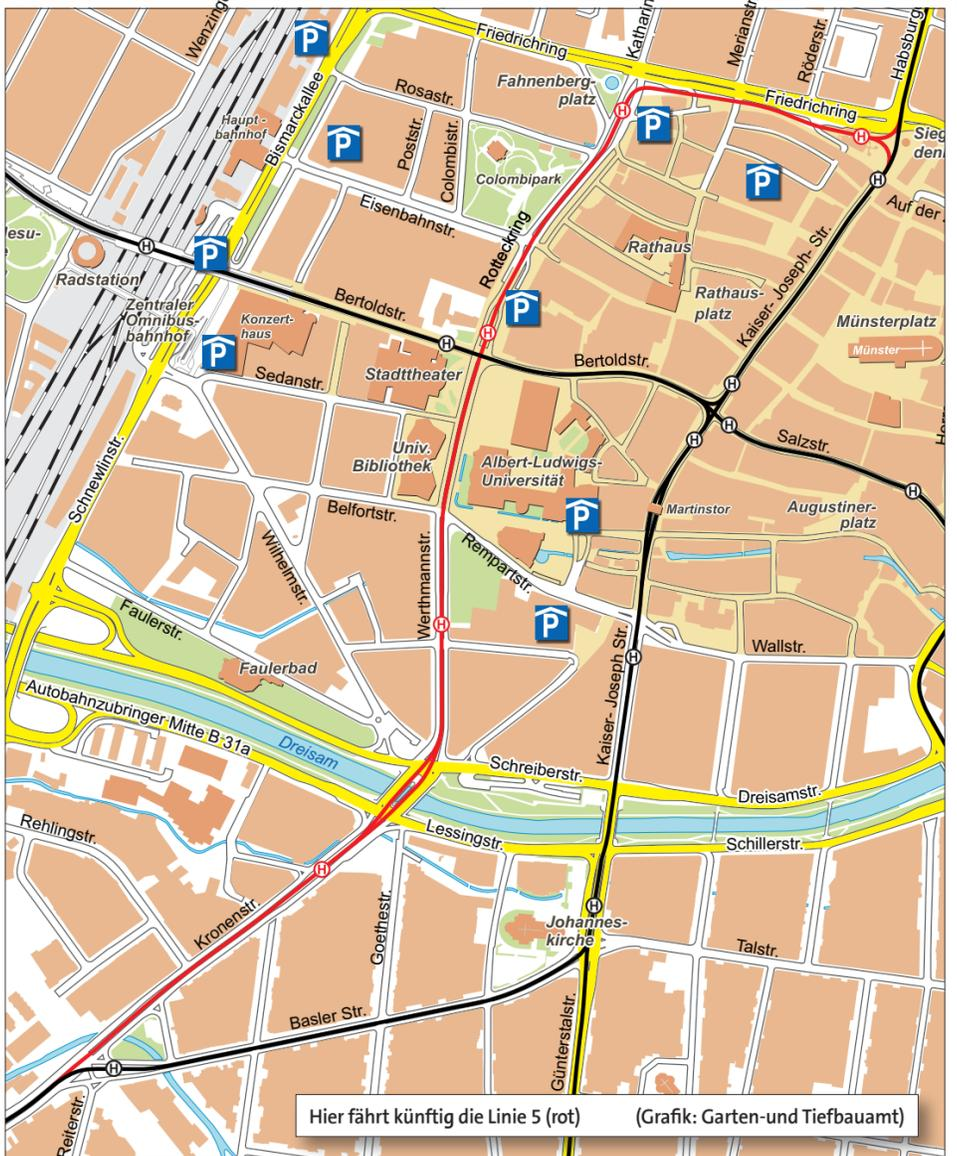 Wenzinge
P
Friedrichring
Katharin
Merianstr
Röderstr.
Habsburg
Bismarckallee
Rosastr.
Fahnenberg-
platz
H
Friedrichring
Haupt -
bahnhof
P
Poststr.
Colombistr.
P
H
Sieg
denk
Colombipark
P
H
Auf der
Eisenbahnstr.
esu-
H
P
Rotteckring
Rathaus
Kaiser- Joseph- Str.
Radstation
Rathaus-
platz
Zentraler
Omnibus-
bahnhof
Konzert-
haus
Bertoldstr.
P
H
Münsterplatz
Münster
P
H
Bertoldstr.
Stadttheater
Sedanstr.
H
H
H
Salzstr.
Univ.
Bibliothek
Albert-Ludwigs-
Universität
Schnewlinstr.
H
Belfortstr.
P
Martinstor
Augustiner-
platz
Wilhelmstr.
Werthmannstr.
Rempartstr.
Faulerstr.
H
P
Kaiser- Joseph Str.
Wallstr.
H
Faulerbad
Autobahnzubringer Mitte B 31a
Dreisam
Schreiberstr.
Dreisamstr.
Rehlingstr.
Lessingstr.
Schillerstr.
H
Kronenstr.
Goethestr.
H
Johannes-
kirche
Talstr.
Basler Str.
Günterstalstr.
H
Reiterstr.
Hier fährt künftig die Linie 5 (rot) (Grafik: Garten-und Tiefbauamt)